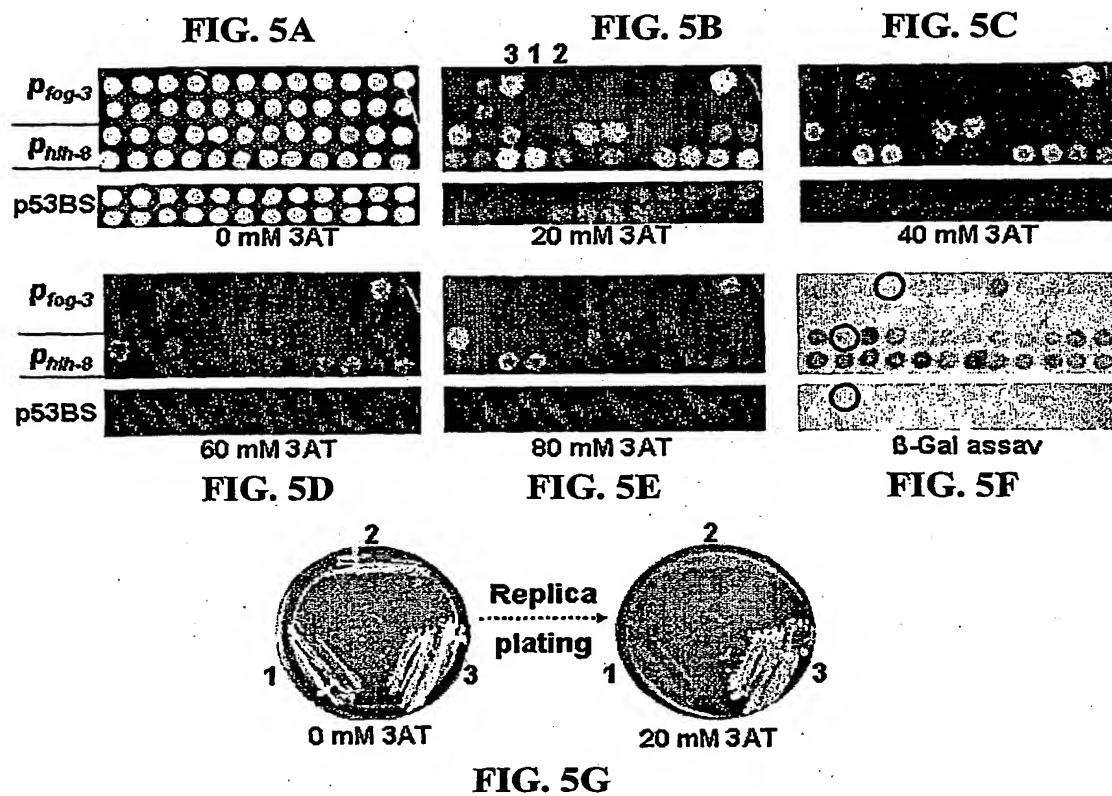 FIG. 5A
FIG. 5B
FIG. 5C
3 1 2
Pfog-3
Phlh-8
p53BS
0 mM 3AT
20 mM 3AT
40 mM 3AT
Pfog-3
Phlh-8
p53BS
60 mM 3AT
80 mM 3AT
β-Gal assay
FIG. 5D
FIG. 5E
FIG. 5F
2
2
Replica
plating
1
3
1
3
0 mM 3AT
20 mM 3AT
FIG. 5G